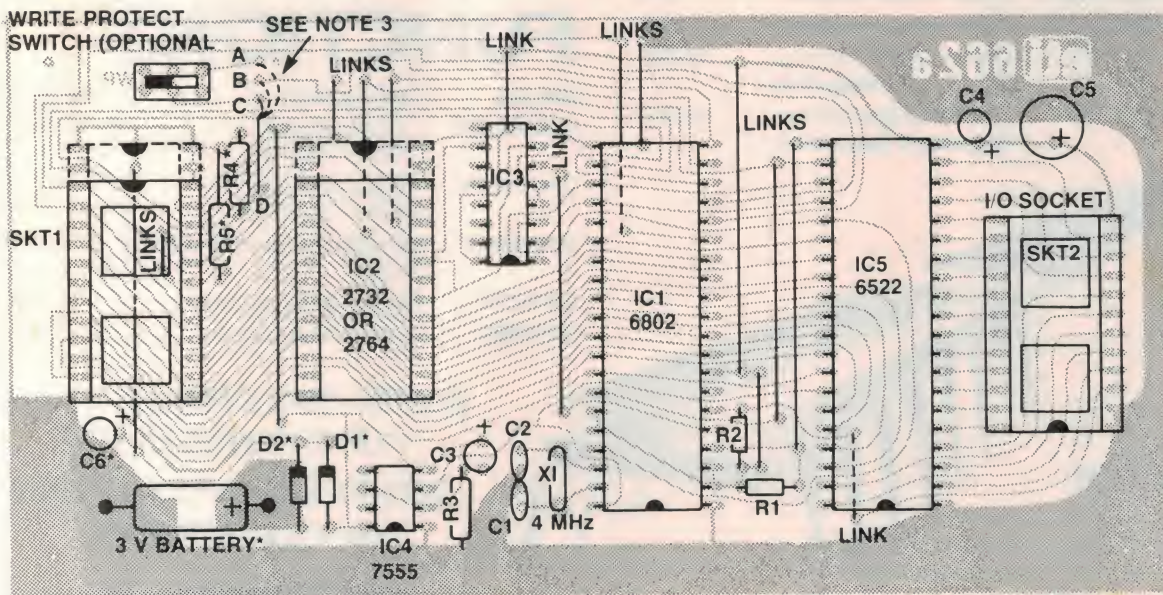 WRITE PROTECT
SWITCH (OPTIONAL
SEE NOTE 3
A
B
C
LINKS
LINK
LINKS
eti 662a
C4
+
C5
+
LINKS
LINK
R4*
D
R5*
SKT1
LINKS
IC2
2732
OR
2764
IC3
IC1
6802
IC5
6522
I/O SOCKET
SKT2
+
C6*
D2*
D1*
C3
+
C2
X1
R2
3 V BATTERY*
+
IC4
7555
R3
C1
4 MHz
R1
LINK